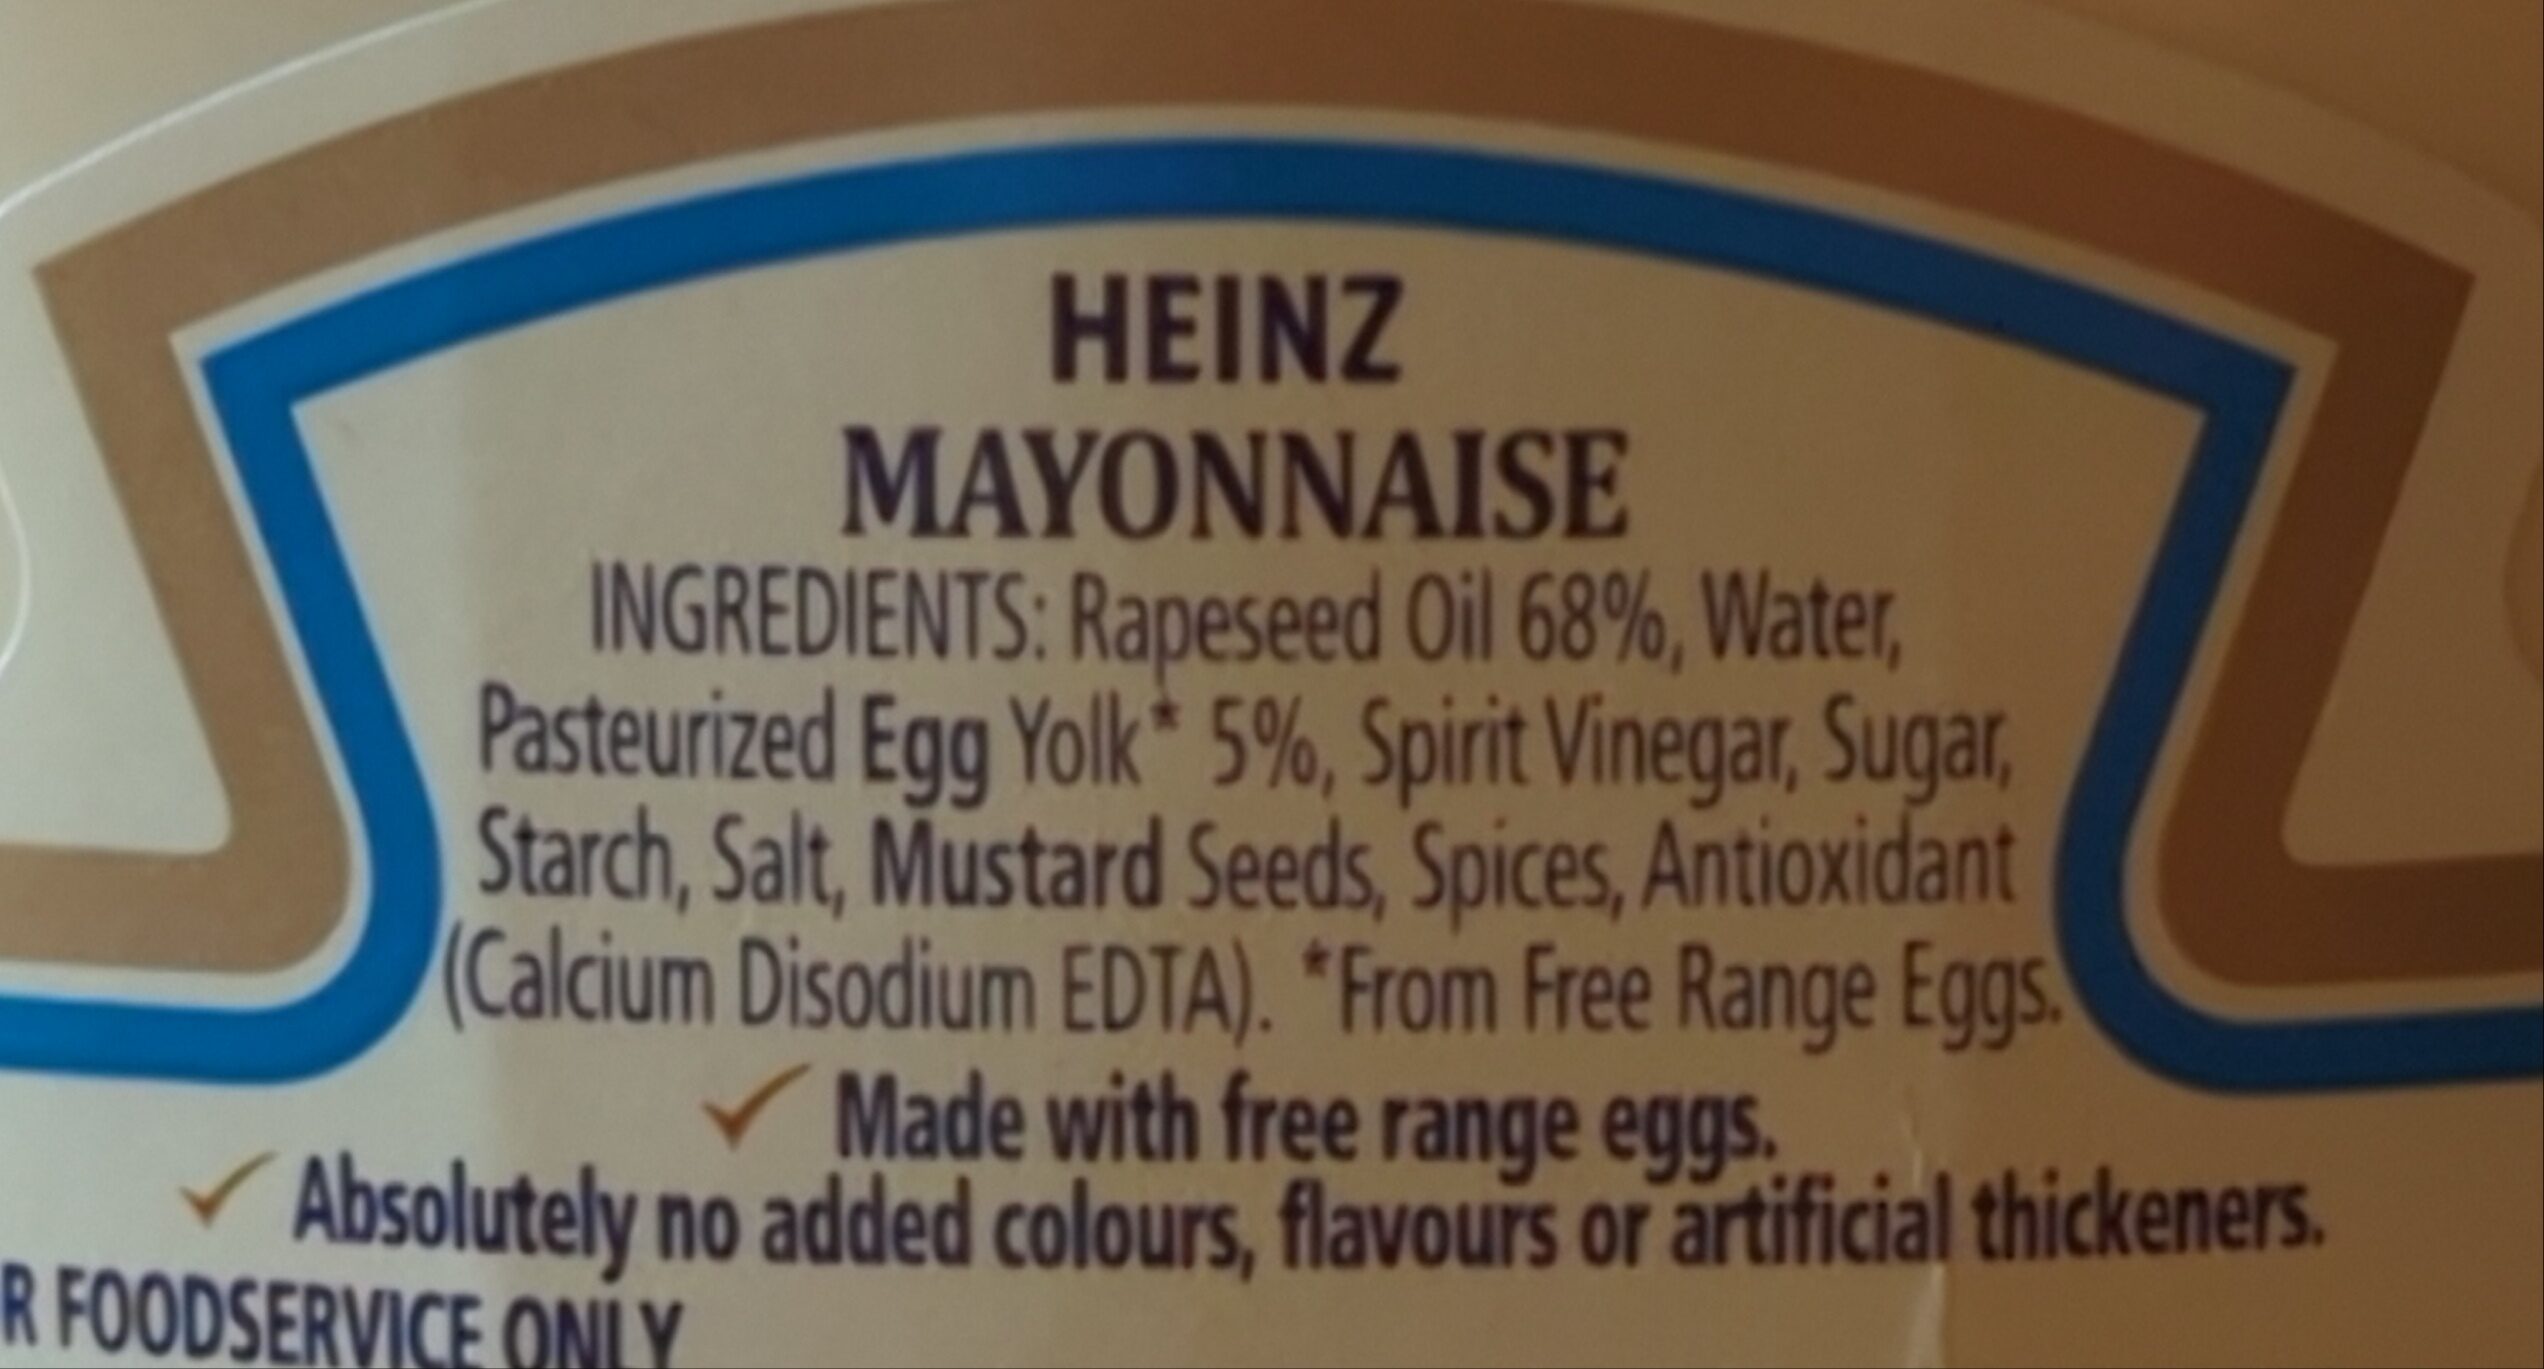 HEINZ
MAYONNAISE
INGREDIENTS: Rapeseed Oil 68%, Water,
Pasteurized Egg Yolk* 5%, Spirit Vinegar, Sugar,
Starch, Salt, Mustard Seeds, Spices, Antioxidant
(Calcium Disodium EDTA). *From Free Range Eggs.
✓ Made with free range eggs.
✓ Absolutely no added colours, flavours or artificial thickeners.
R FOODSERVICE ONLY